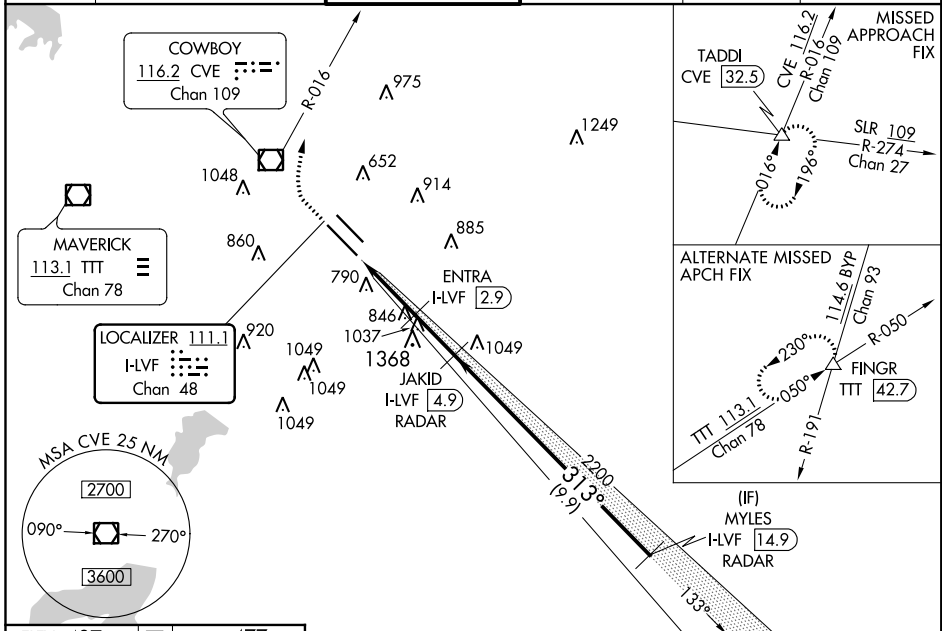 COWBOY
116.2 CVE
Chan 109
R-016
975
1249
652
1048
914
885
860
MAVERICK
113.1 TTT
Chan 78
790
ENTRA
I-LVF 2.9
846
1037
1368
1049
LOCALIZER 111.1
I-LVF
Chan 48
920
1049
1049
1049
JAKID
I-LVF 4.9
RADAR
MSA CVE 25 NM
2700
090°
270°
3600
2200
313°
(9.9)
(IF)
MYLES
I-LVF 14.9
RADAR
133°
MISSED
APPROACH
FIX
TADDI
CVE 32.5
CVE 116.2
R-016
Chan 109
SLR 109
R-274
Chan 27
016°
196°
ALTERNATE MISSED
APCH FIX
114.6 BYP
Chan 93
R-050
230°
050°
FINGR
TTT 42.7
TTT 113.1
Chan 78
R-191